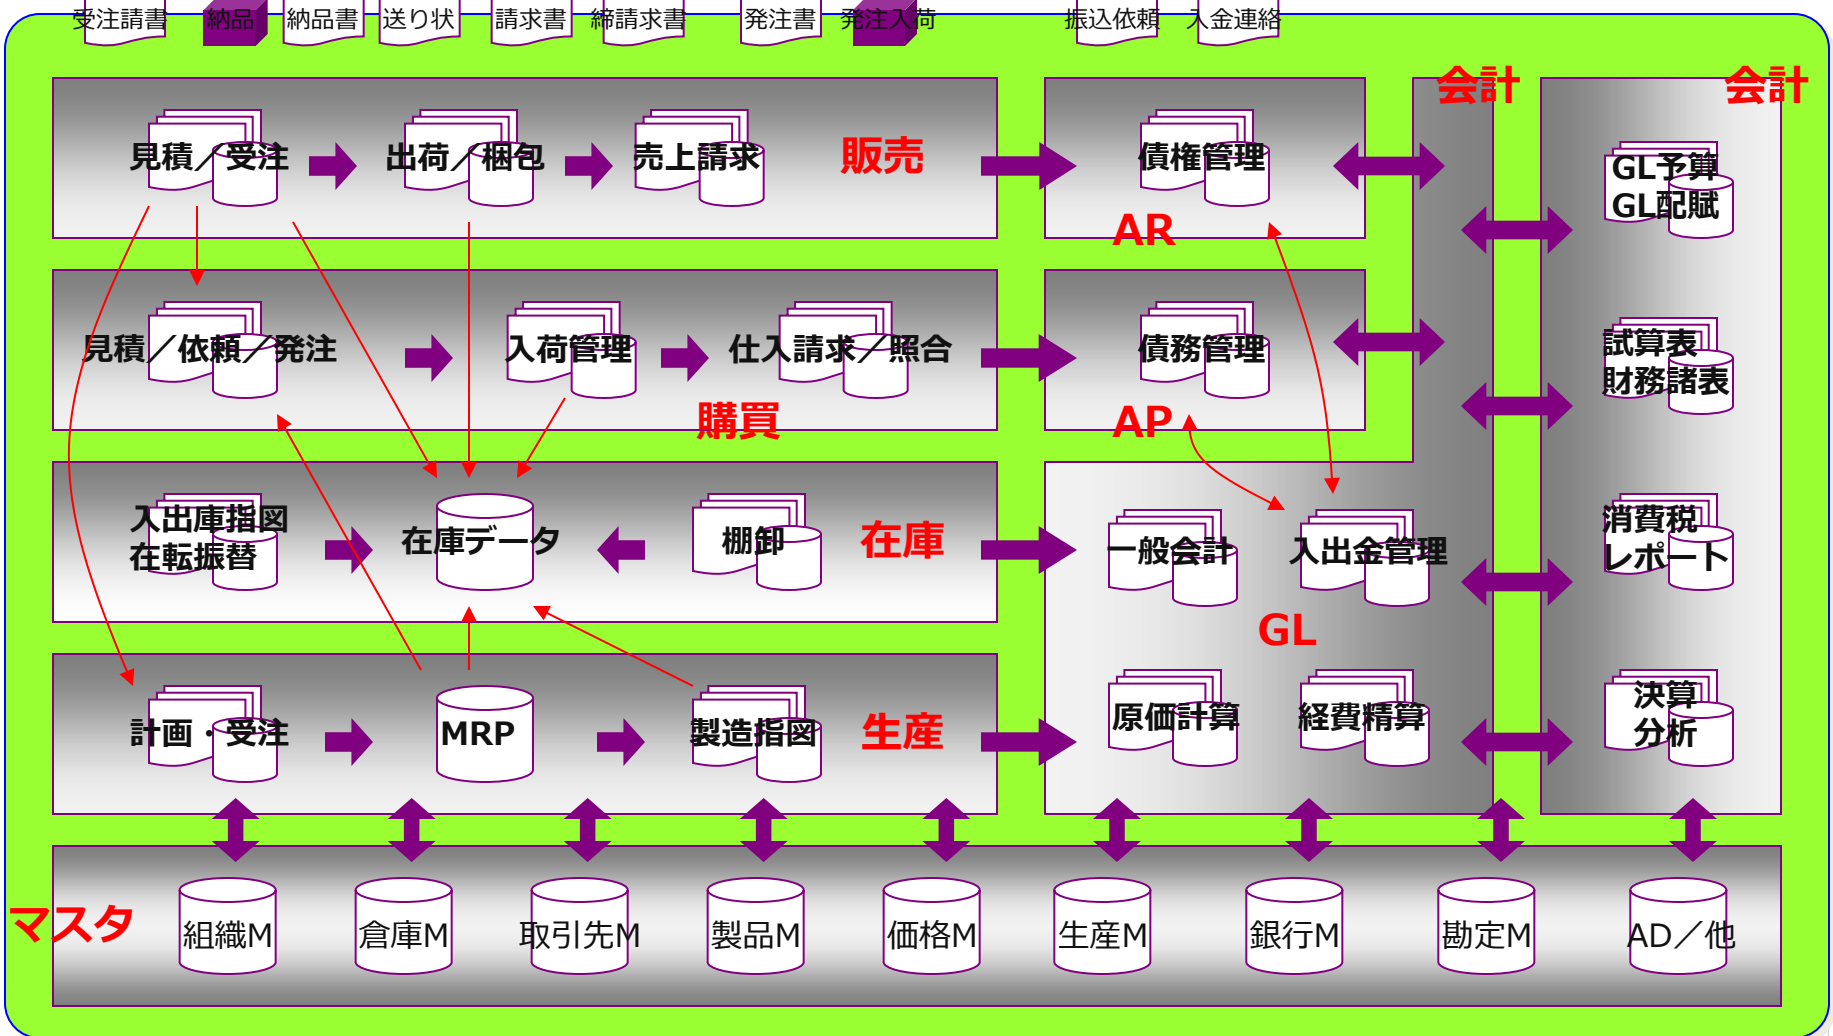 受注請書
納品
納品書
送り状
請求書
締請求書
発注書
発注入荷
振込依頼
入金連絡
会計
会計
見積／受注
出荷／梱包
売上請求
販売
債権管理
AR
GL予算
GL配賦
見積／依頼／発注
入荷管理
仕入請求／照合
購買
債務管理
AP
試算表
財務諸表
入出庫指図
在転振替
在庫データ
棚卸
在庫
一般会計
入出金管理
GL
消費税
レポート
計画・受注
MRP
製造指図
生産
原価計算
経費精算
決算
分析
マスタ
組織M
倉庫M
取引先M
製品M
価格M
生産M
銀行M
勘定M
AD／他